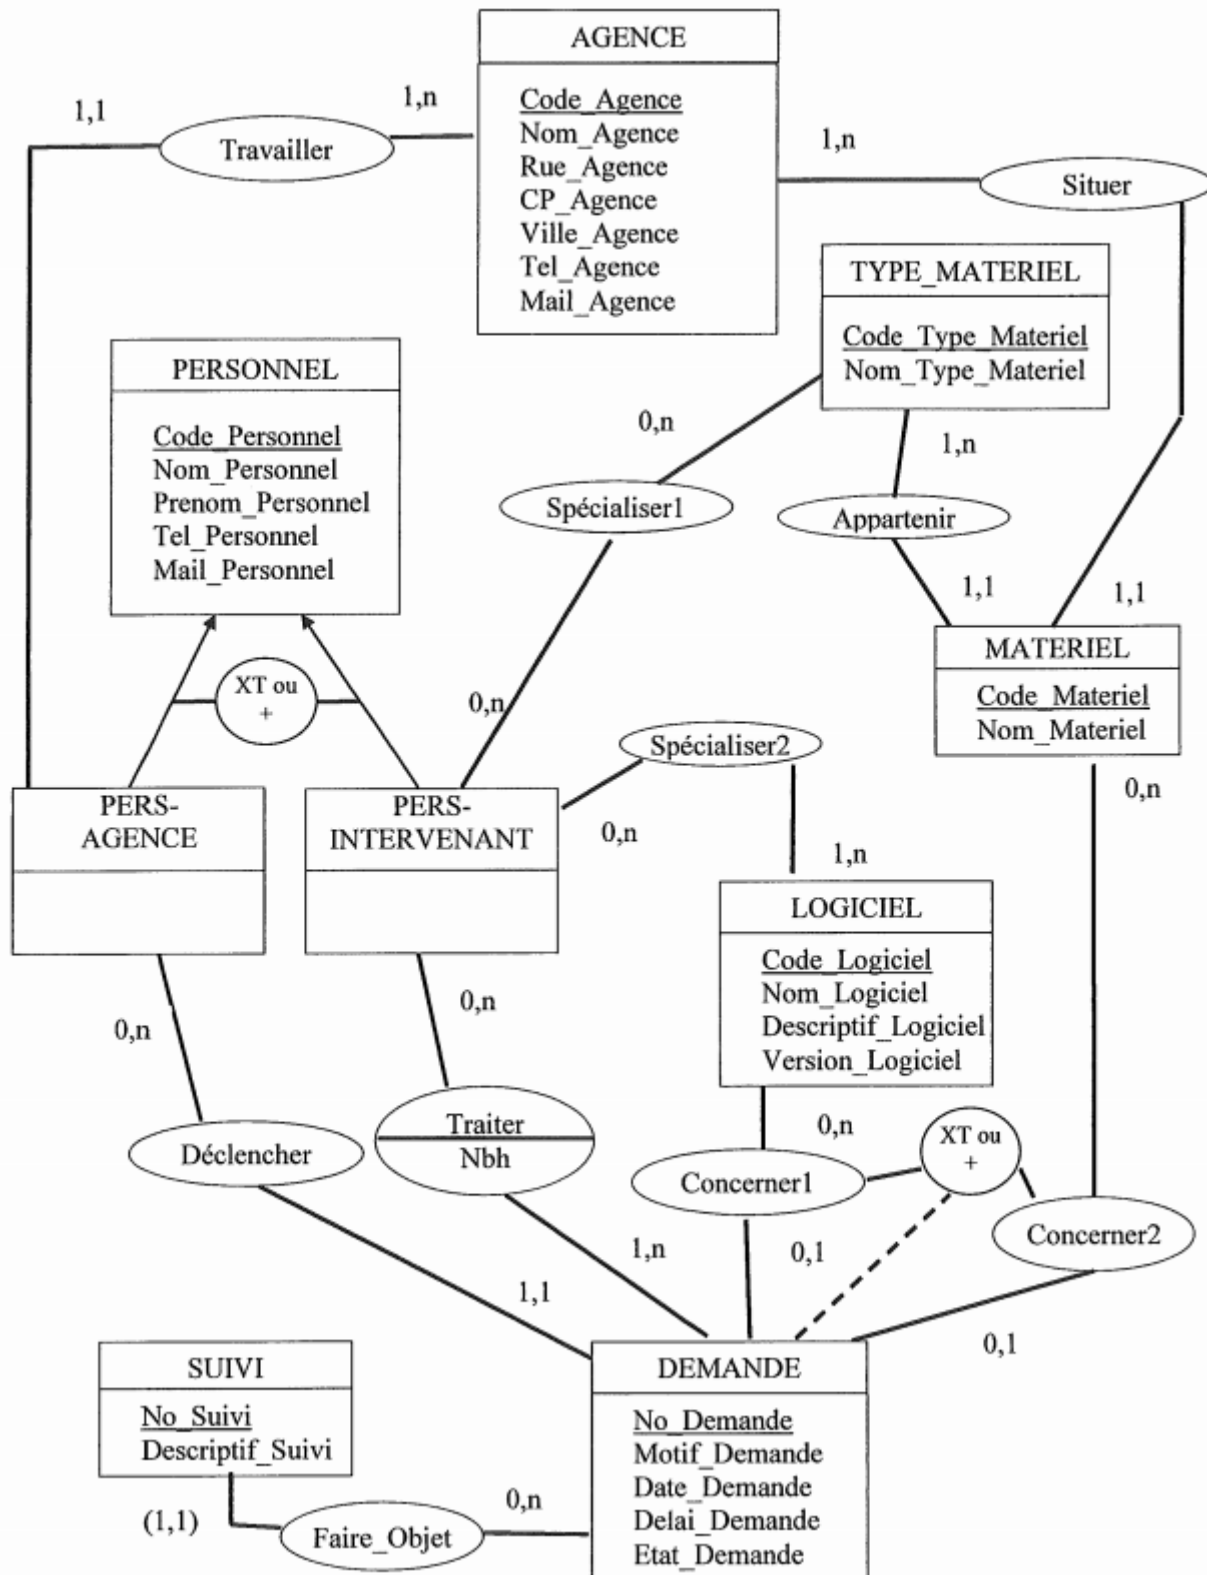 AGENCE
Code_Agence
Nom_Agence
Rue_Agence
CP_Agence
Ville_Agence
Tel_Agence
Mail_Agence
1,1
Travailler
1,n
1,n
Situer
TYPE_MATERIEL
Code_Type_Materiel
Nom_Type_Materiel
PERSONNEL
Code_Personnel
Nom_Personnel
Prenom_Personnel
Tel_Personnel
Mail_Personnel
0,n
1,n
Spécialiser1
Appartenir
1,1
1,1
MATERIEL
Code_Materiel
Nom_Materiel
XT ou
+
0,n
Spécialiser2
0,n
0,n
PERS-
AGENCE
PERS-
INTERVENANT
1,n
LOGICIEL
Code_Logiciel
Nom_Logiciel
Descriptif_Logiciel
Version_Logiciel
0,n
0,n
Déclencher
Traiter
Nbh
0,n
XT ou
+
Concerner1
Concerner2
1,n
0,1
1,1
0,1
SUIVI
No_Suivi
Descriptif_Suivi
DEMANDE
No_Demande
Motif_Demande
Date_Demande
Delai_Demande
Etat_Demande
(1,1)
Faire_Objet
0,n